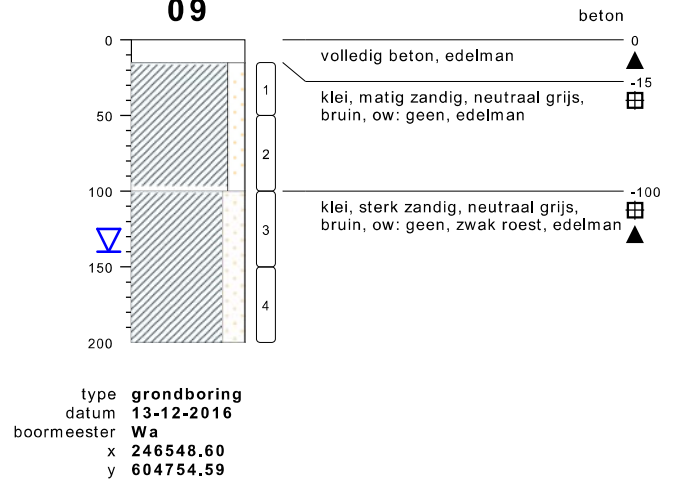 09
beton
0
0
volledig beton, edelman
-15
klei, matig zandig, neutraal grijs,
bruin, ow: geen, edelman
1
50
2
100
-100
klei, sterk zandig, neutraal grijs,
bruin, ow: geen, zwak roest, edelman
3
150
4
200
type grondboring
datum 13-12-2016
boormeester Wa
x 246548.60
y 604754.59